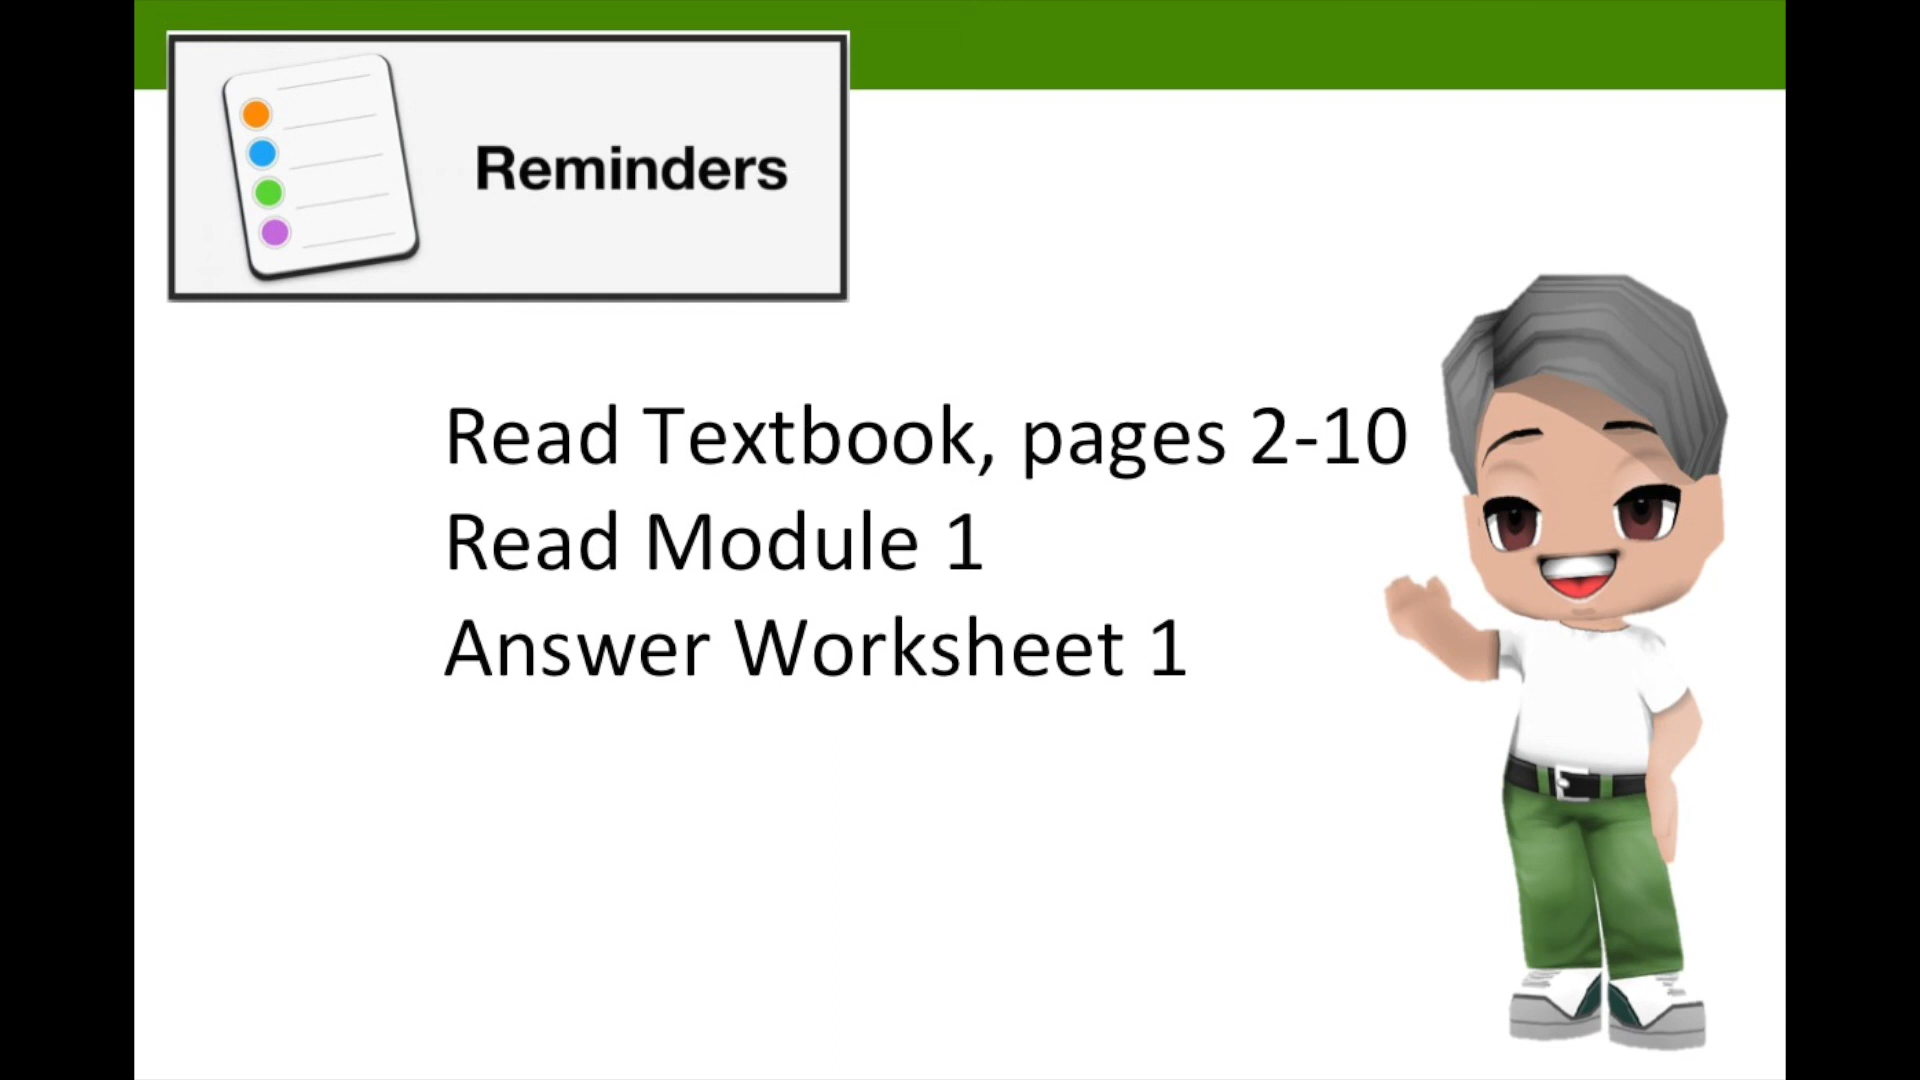 Reminders
Read Textbook, pages 2-10
Read Module 1
Answer Worksheet 1